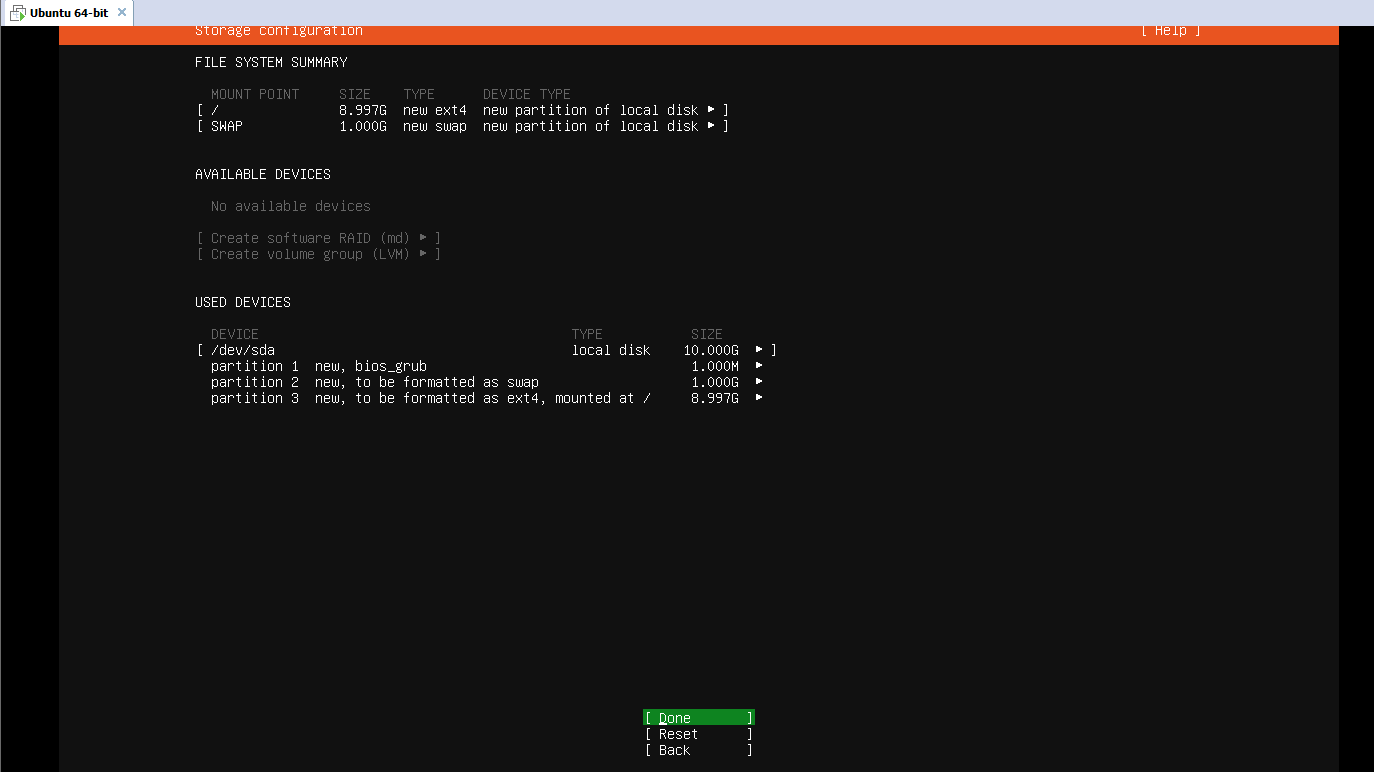 Ubuntu 64-bit ×
Storage configuration [ Help ]
FILE SYSTEM SUMMARY
MOUNT POINT SIZE TYPE DEVICE TYPE
[ / 8.997G new ext4 new partition of local disk ▸ ]
[ SWAP 1.000G new swap new partition of local disk ▸ ]
AVAILABLE DEVICES
No available devices
[ Create software RAID (md) ▸ ]
[ Create volume group (LVM) ▸ ]
USED DEVICES
DEVICE TYPE SIZE
[ /dev/sda local disk 10.000G ▸ ]
partition 1 new, bios_grub 1.000M ▸
partition 2 new, to be formatted as swap 1.000G ▸
partition 3 new, to be formatted as ext4, mounted at / 8.997G ▸
[ Done ]
[ Reset ]
[ Back ]